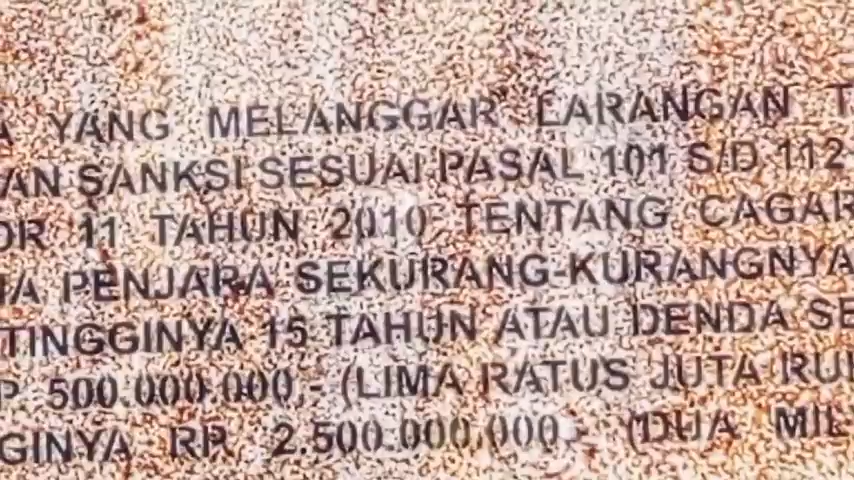 A YANG MELANGGAR LARANGAN T
AN SANKSI SESUAI PASAL 101 S/D 112
OR 11 TAHUN 2010 TENTANG CAGAR
IA PENJARA SEKURANG-KURANGNYA
TINGGINYA 15 TAHUN ATAU DENDA SE
P 500.000.000,- (LIMA RATUS JUTA RU
GGINYA RP 2.500.000.000,- (DUA MIL